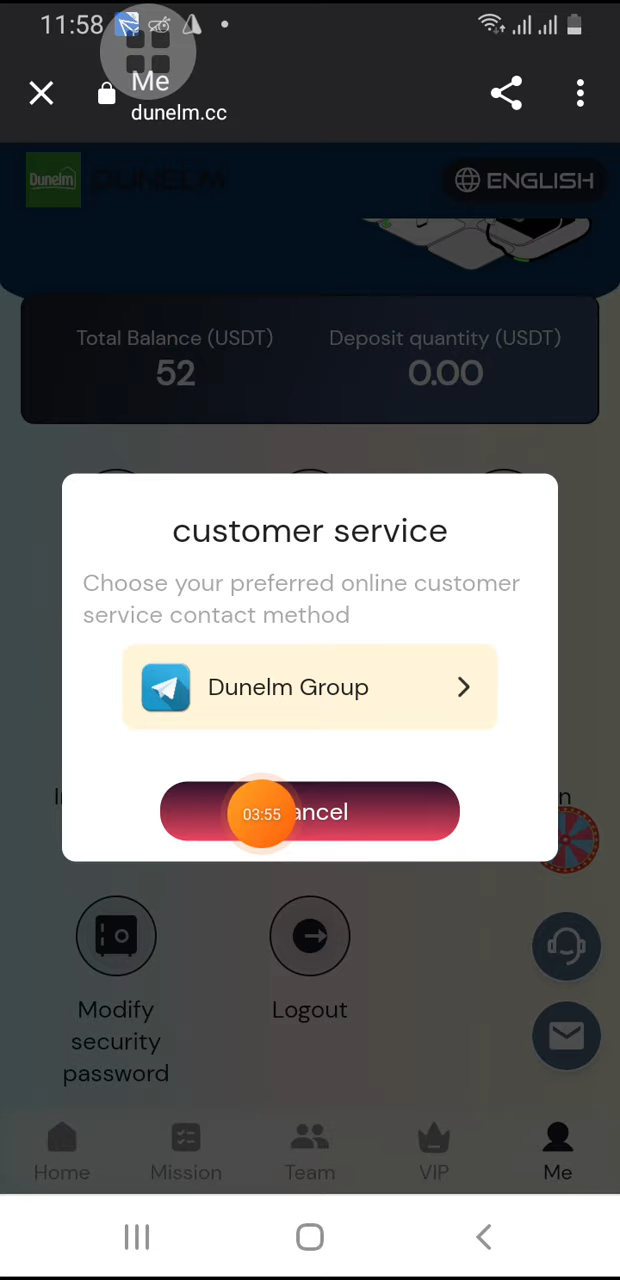 11:58
Me
dunelm.cc
Dunelm DUNELM
ENGLISH
Total Balance (USDT) Deposit quantity (USDT)
52 0.00
customer service
Choose your preferred online customer
service contact method
Dunelm Group
03:55
ancel
Modify
security
password
Logout
Home Mission Team VIP Me